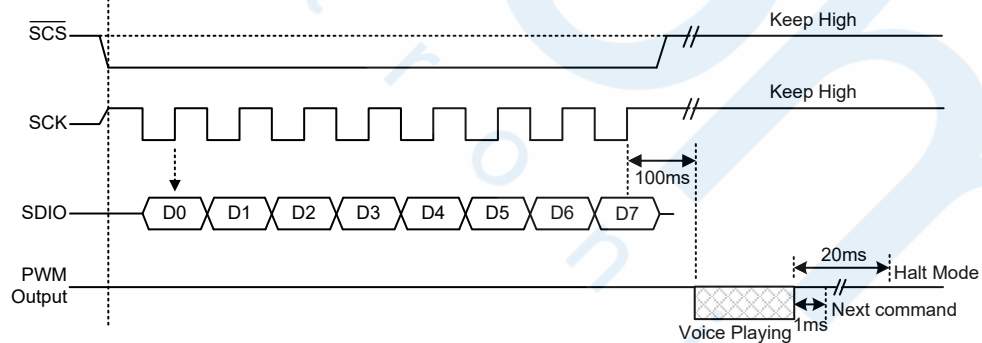 Keep High
SCS
Keep High
SCK
100ms
SDIO D0 D1 D2 D3 D4 D5 D6 D7
20ms
PWM
Output
Halt Mode
1ms Next command
Voice Playing